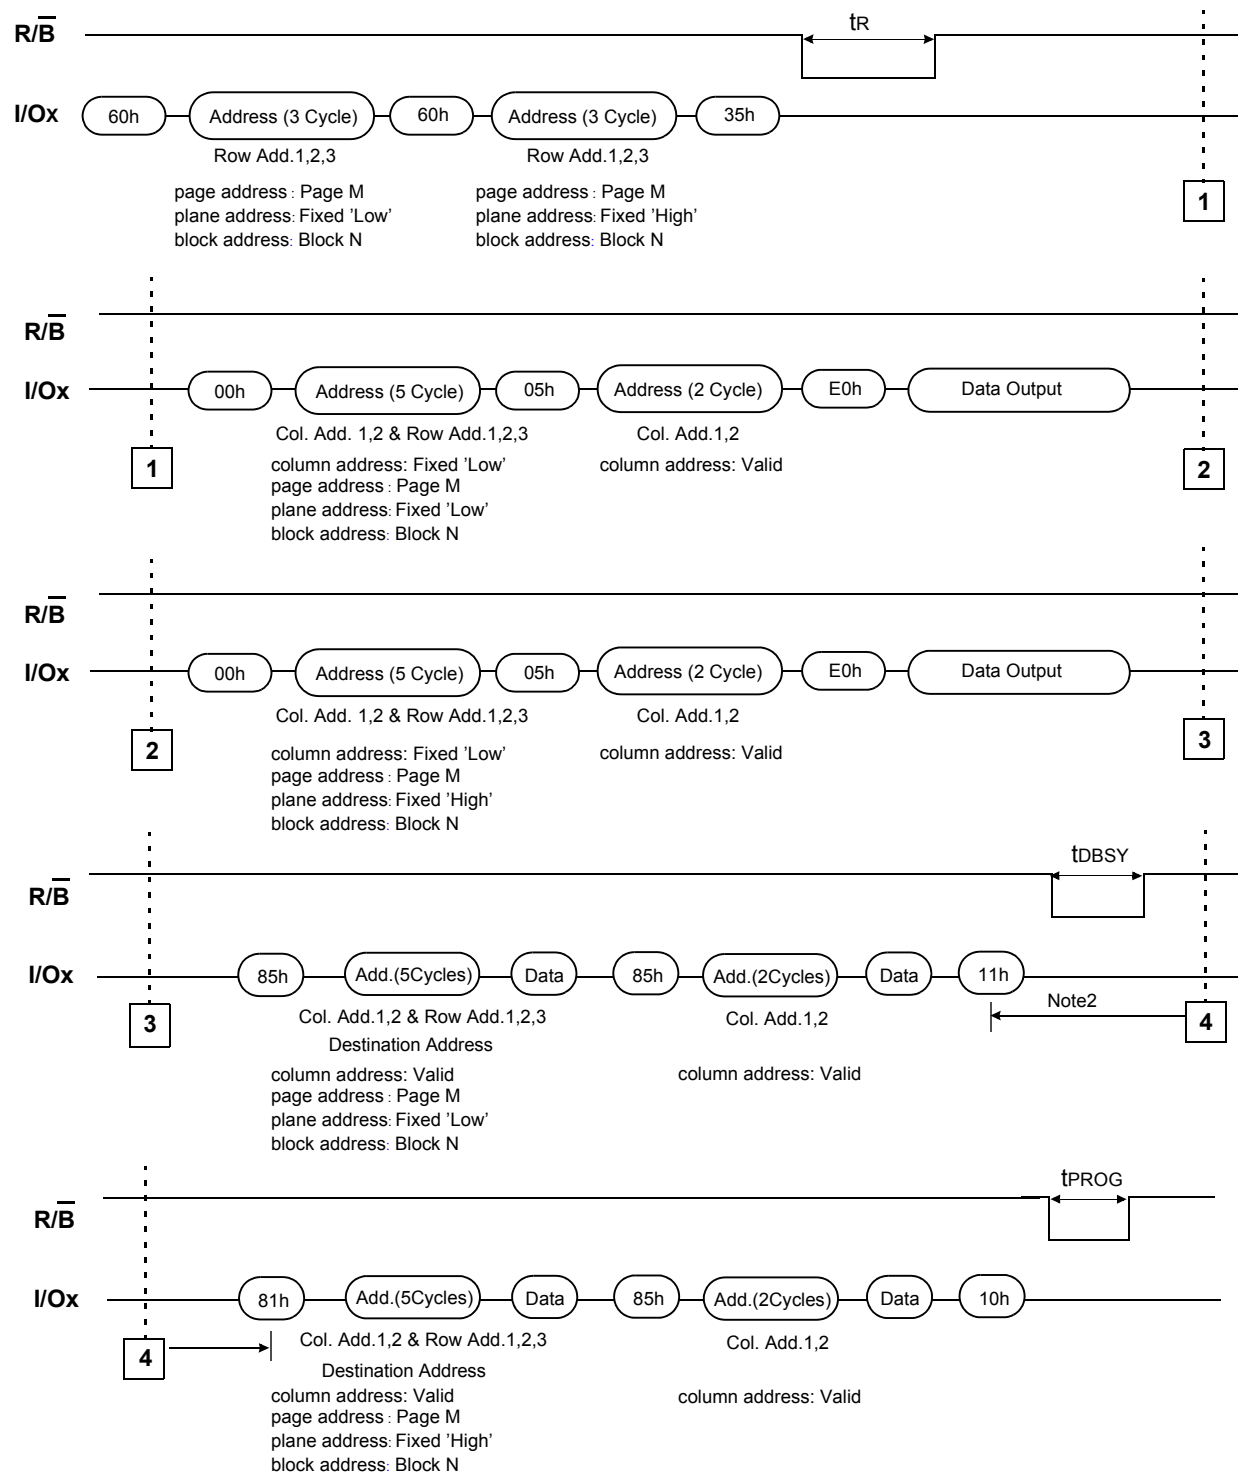 R/B tR
I/Ox 60h Address (3 Cycle) 60h Address (3 Cycle) 35h
Row Add.1,2,3 Row Add.1,2,3
page address : Page M page address : Page M
plane address: Fixed ’Low’ plane address: Fixed ’High’
block address: Block N block address: Block N
1
R/B
I/Ox 00h Address (5 Cycle) 05h Address (2 Cycle) E0h Data Output
Col. Add. 1,2 & Row Add.1,2,3 Col. Add.1,2
column address: Fixed ’Low’ column address: Valid
page address : Page M
plane address: Fixed ’Low’
block address: Block N
1 2
R/B
I/Ox 00h Address (5 Cycle) 05h Address (2 Cycle) E0h Data Output
Col. Add. 1,2 & Row Add.1,2,3 Col. Add.1,2
column address: Fixed ’Low’ column address: Valid
page address : Page M
plane address: Fixed ’High’
block address: Block N
2 3
R/B tDBSY
I/Ox 85h Add.(5Cycles) Data 85h Add.(2Cycles) Data 11h
Note2
Col. Add.1,2 & Row Add.1,2,3 Col. Add.1,2
Destination Address
column address: Valid column address: Valid
page address : Page M
plane address: Fixed ’Low’
block address: Block N
3 4
R/B tPROG
I/Ox 81h Add.(5Cycles) Data 85h Add.(2Cycles) Data 10h
Col. Add.1,2 & Row Add.1,2,3 Col. Add.1,2
Destination Address
column address: Valid column address: Valid
page address : Page M
plane address: Fixed ’High’
block address: Block N
4